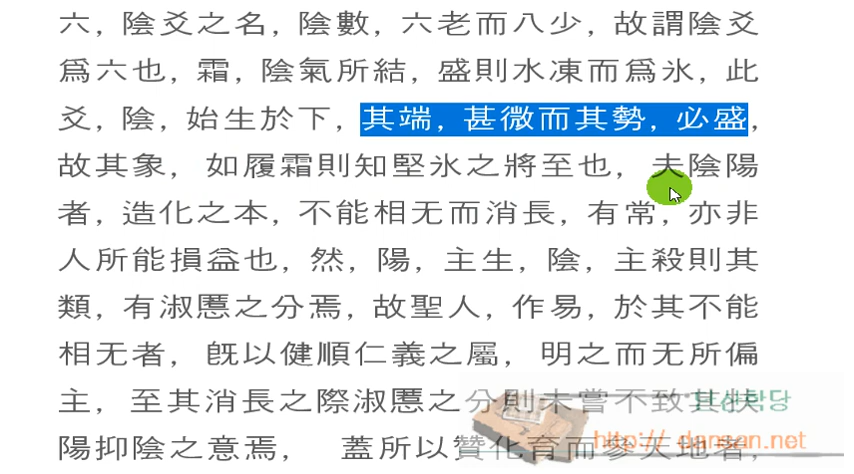 六, 陰爻之名, 陰數, 六老而八少, 故謂陰爻
爲六也, 霜, 陰氣所結, 盛則水凍而爲氷, 此
爻, 陰, 始生於下, 其端, 甚微而其勢, 必盛,
故其象, 如履霜則知堅氷之將至也, 夫陰陽
者, 造化之本, 不能相无而消長, 有常, 亦非
人所能損益也, 然, 陽, 主生, 陰, 主殺則其
類, 有淑慝之分焉, 故聖人, 作易, 於其不能
相无者, 旣以健順仁義之屬, 明之而无所偏
主, 至其消長之際淑慝之分則未嘗不致其扶
陽抑陰之意焉, 蓋所以贊化育而參天地者,
단산학당
http://dansan.net